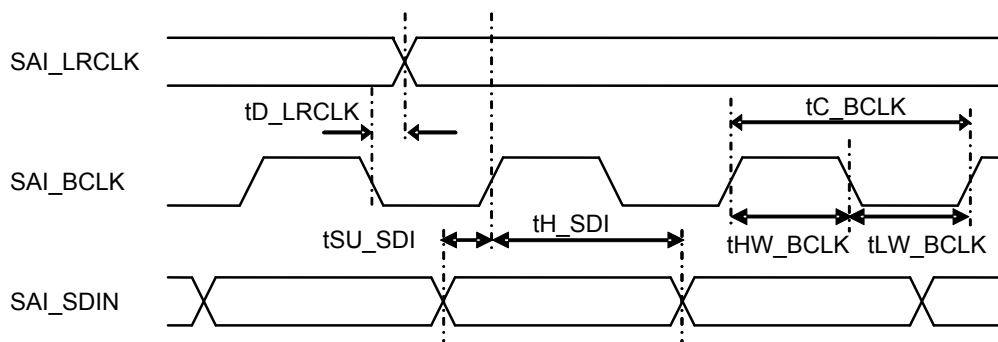 SAI_LRCLK
tD_LRCLK
tC_BCLK
SAI_BCLK
tSU_SDI
tH_SDI
tHW_BCLK
tLW_BCLK
SAI_SDIN